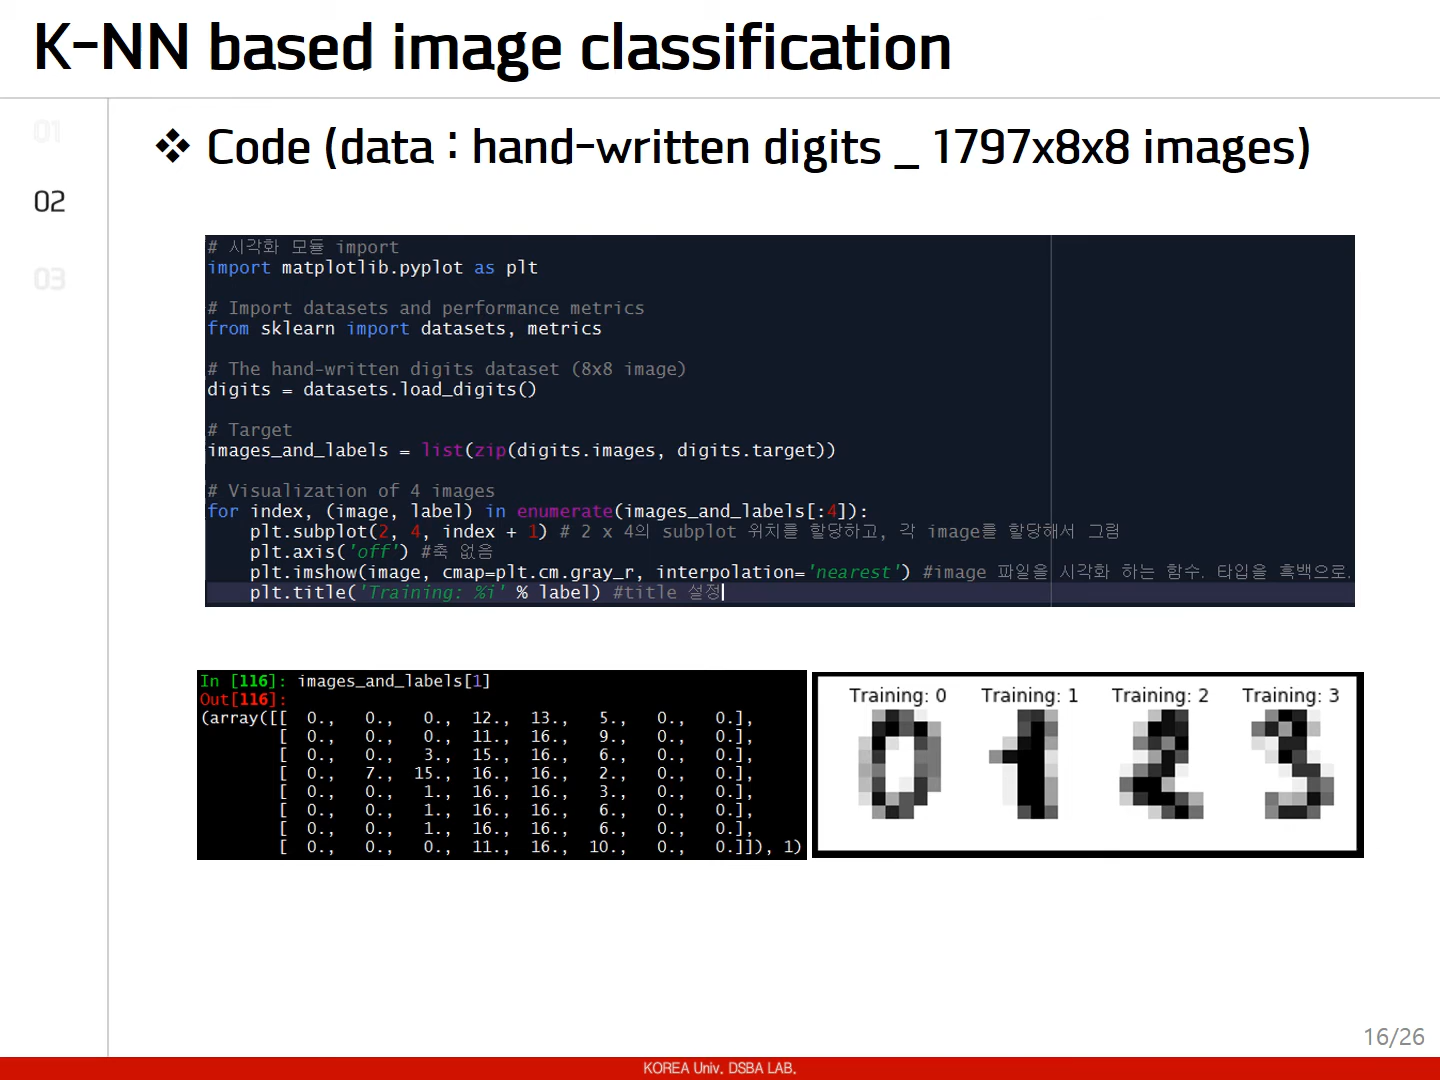 K-NN based image classification
01
02
03
❖ Code (data : hand-written digits _ 1797x8x8 images)
# 시각화 모듈 import
import matplotlib.pyplot as plt
# Import datasets and performance metrics
from sklearn import datasets, metrics
# The hand-written digits dataset (8x8 image)
digits = datasets.load_digits()
# Target
images_and_labels = list(zip(digits.images, digits.target))
# Visualization of 4 images
for index, (image, label) in enumerate(images_and_labels[:4]):
    plt.subplot(2, 4, index + 1) # 2 x 4의 subplot 위치를 할당하고, 각 image를 할당해서 그림
    plt.axis('off') #축 없음
    plt.imshow(image, cmap=plt.cm.gray_r, interpolation='nearest') #image 파일을 시각화 하는 함수. 타입을 흑백으로.
    plt.title('Training: %i' % label) #title 설정
In [116]: images_and_labels[1]
Out[116]:
(array([[ 0., 0., 0., 12., 13., 5., 0., 0.],
[ 0., 0., 0., 11., 16., 9., 0., 0.],
[ 0., 0., 3., 15., 16., 6., 0., 0.],
[ 0., 7., 15., 16., 16., 2., 0., 0.],
[ 0., 0., 1., 16., 16., 3., 0., 0.],
[ 0., 0., 1., 16., 16., 6., 0., 0.],
[ 0., 0., 1., 16., 16., 6., 0., 0.],
[ 0., 0., 0., 11., 16., 10., 0., 0.]]), 1)
Training: 0 Training: 1 Training: 2 Training: 3
16/26
KOREA Univ. DSBA LAB.